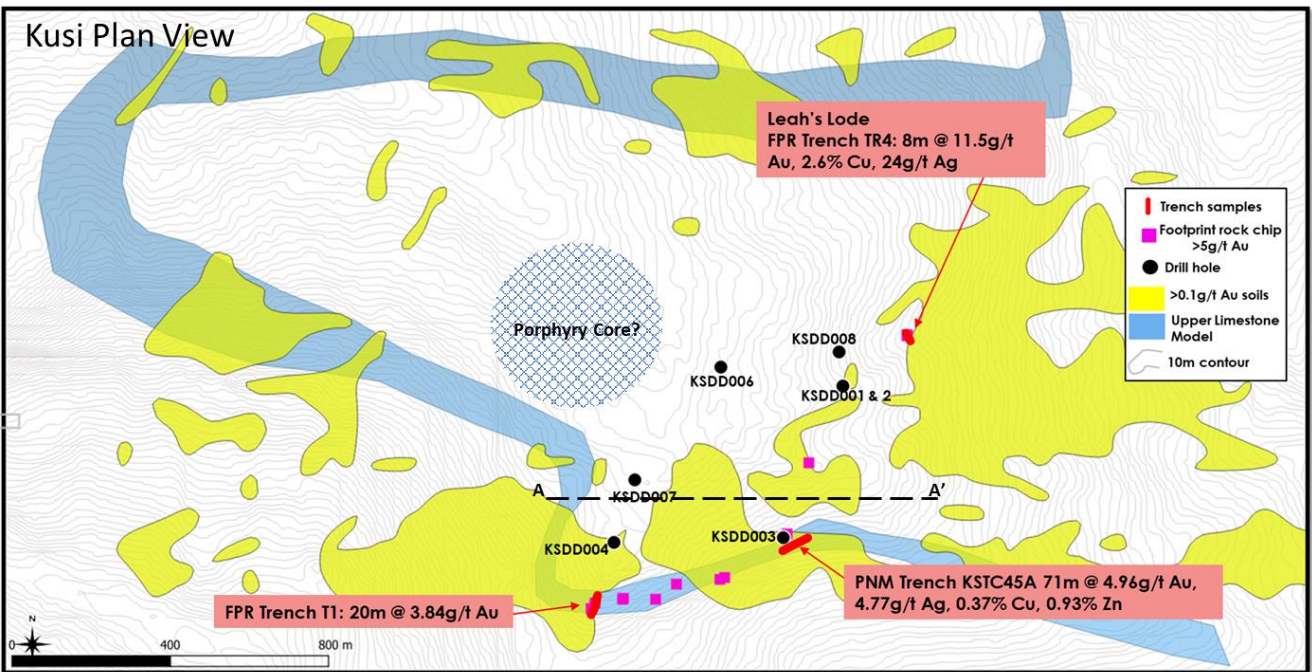 Kusi Plan View
Leah's Lode
FPR Trench TR4: 8m @ 11.5g/t
Au, 2.6% Cu, 24g/t Ag
Trench samples
Footprint rock chip
>5g/t Au
Drill hole
>0.1g/t Au soils
Upper Limestone
Model
10m contour
Porphyry Core?
KSDD008
KSDD006
KSDD001 & 2
A
A'
KSDD007
KSDD003
KSDD004
PNM Trench KSTC45A 71m @ 4.96g/t Au,
4.77g/t Ag, 0.37% Cu, 0.93% Zn
FPR Trench T1: 20m @ 3.84g/t Au
N
0 400 800 m